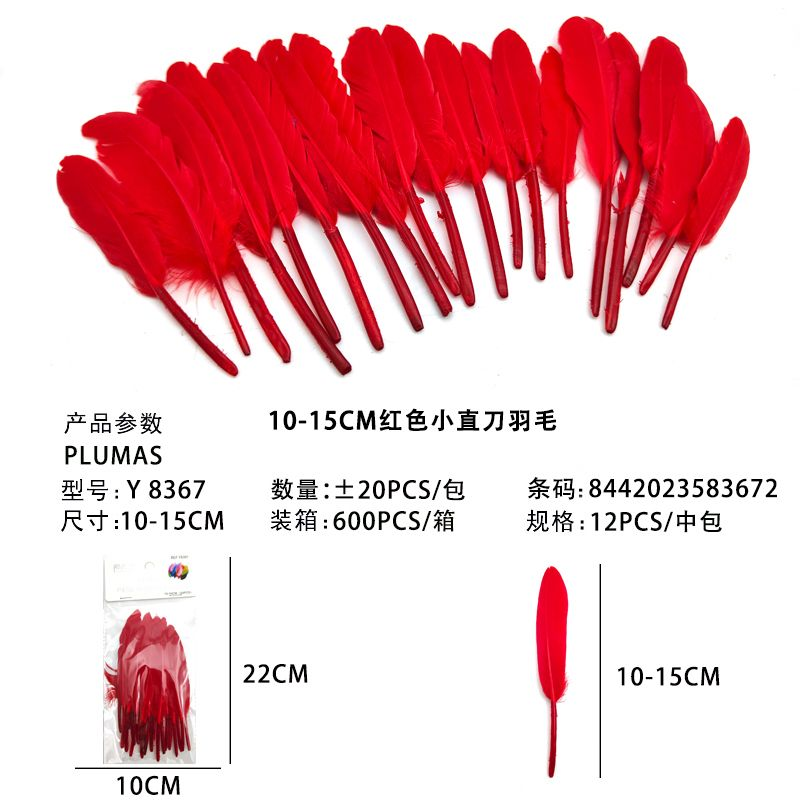 产品参数 10-15CM红色小直刀羽毛
PLUMAS
型号: Y 8367 数量: ±20PCS/包 条码: 8442023583672
尺寸: 10-15CM 装箱: 600PCS/箱 规格: 12PCS/中包
22CM
10-15CM
10CM